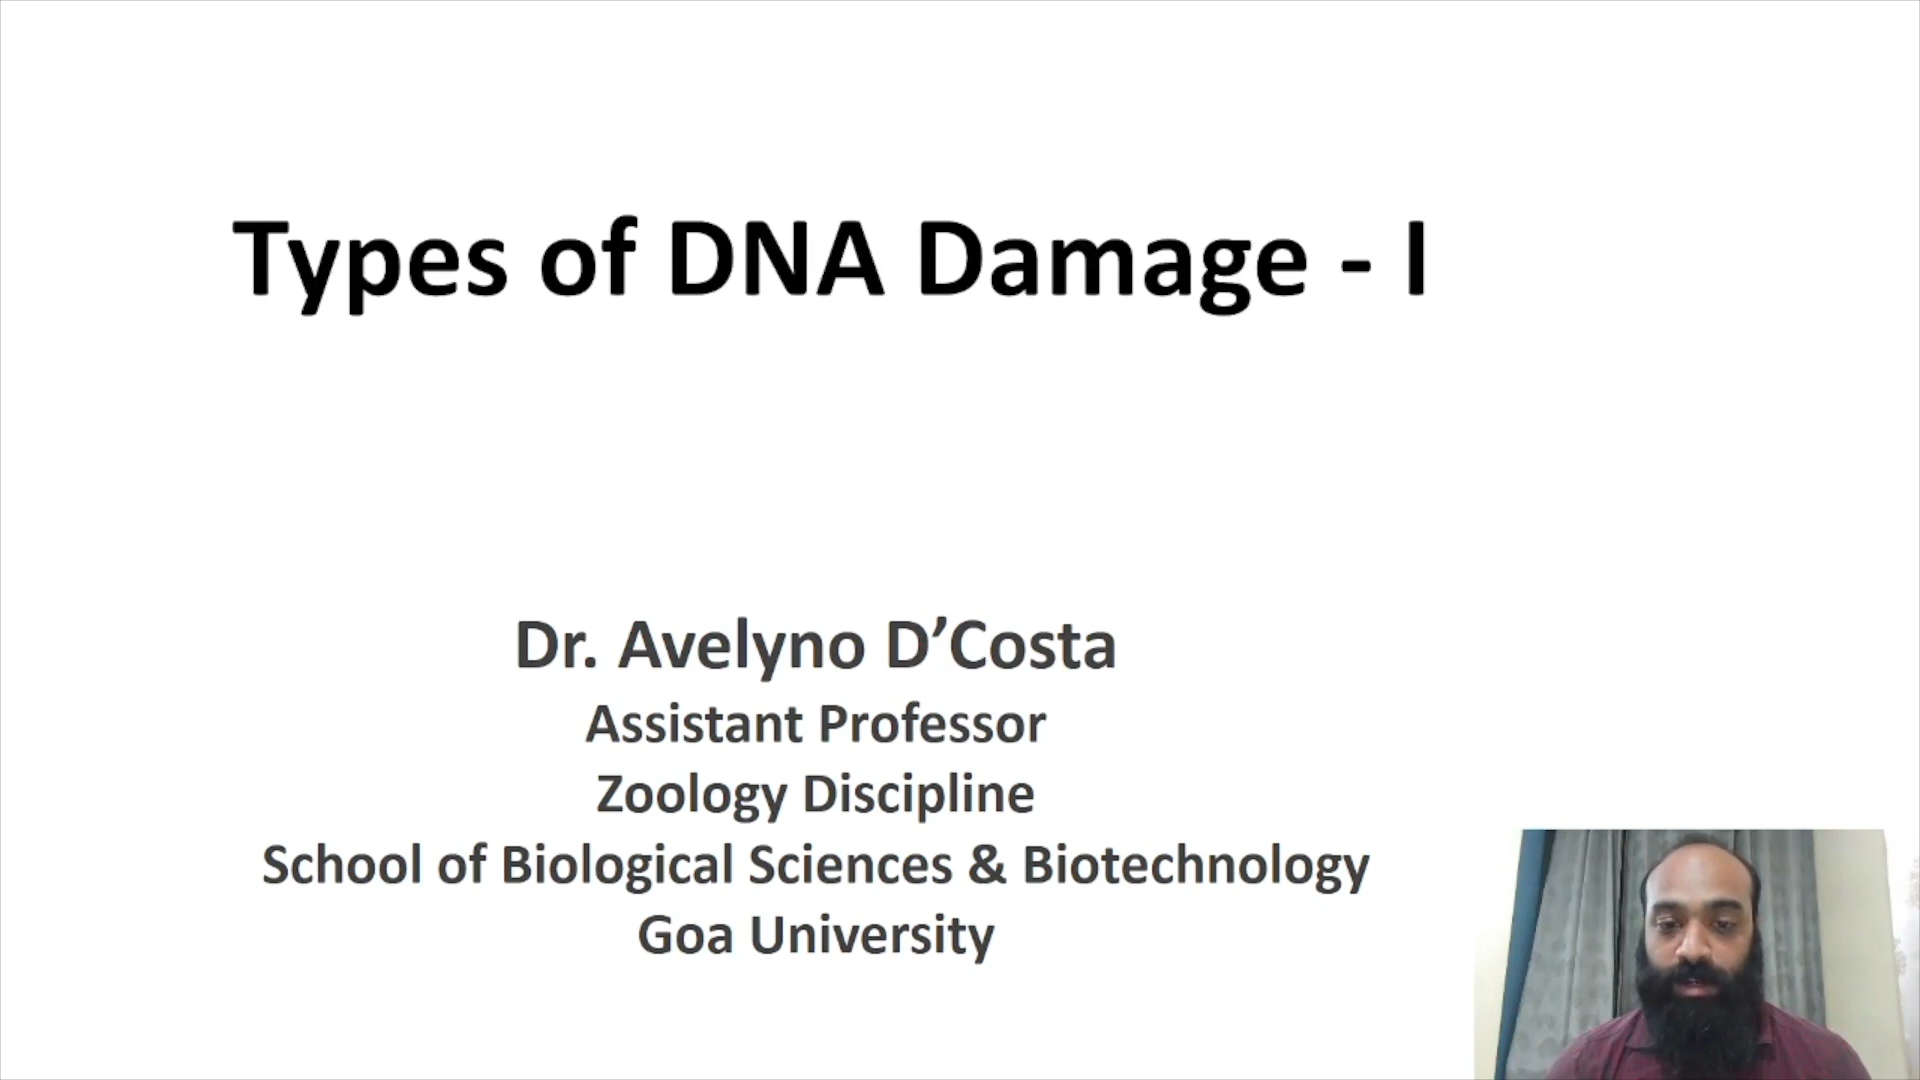 Types of DNA Damage - I
Dr. Avelyno D’Costa
Assistant Professor
Zoology Discipline
School of Biological Sciences & Biotechnology
Goa University